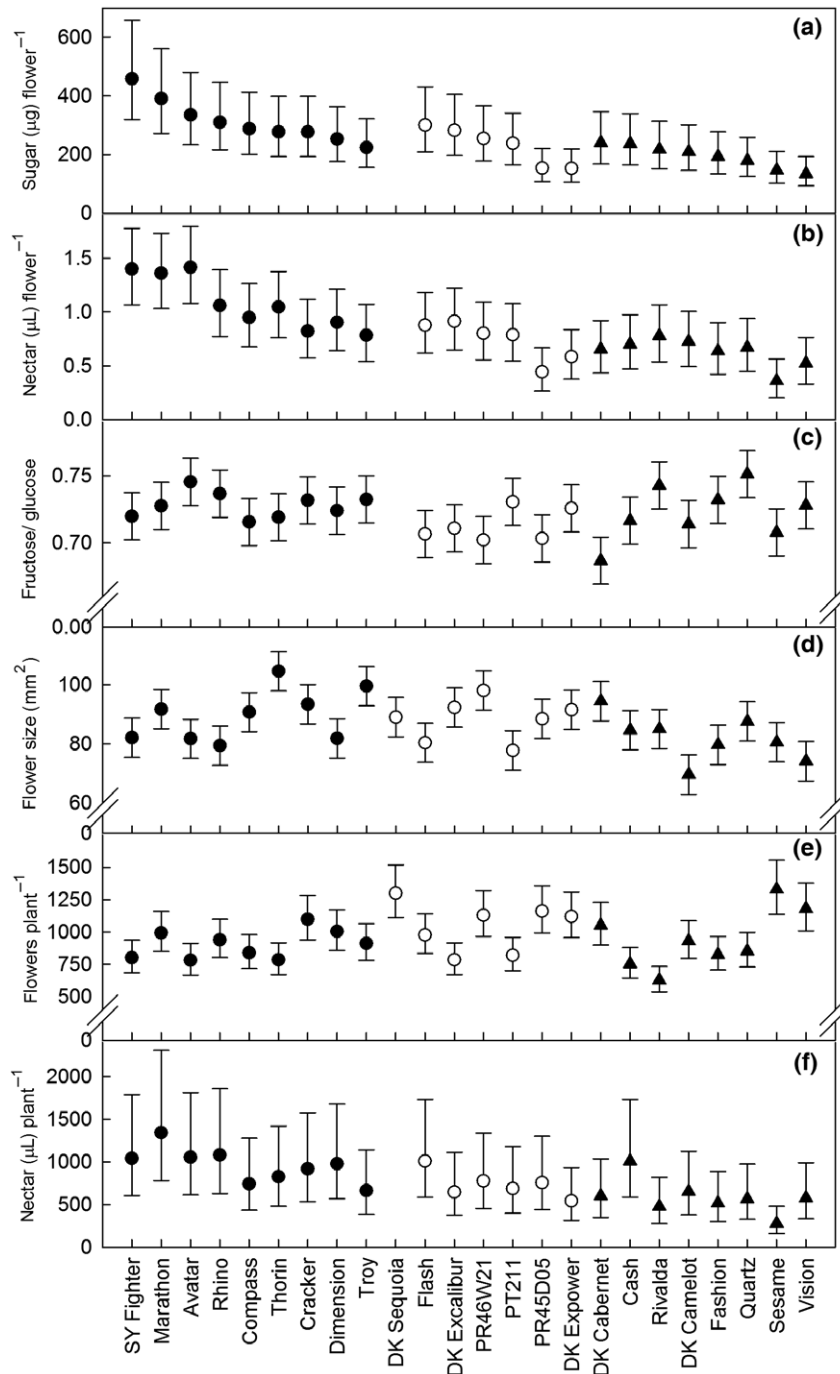 (a)
Sugar (μg) flower⁻¹
600
400
200
0
(b)
Nectar (μL) flower⁻¹
1.5
1.0
0.5
0.0
(c)
Fructose/ glucose
0.75
0.70
0.00
(d)
Flower size (mm²)
100
80
60
0
(e)
Flowers plant⁻¹
1500
1250
1000
750
500
0
(f)
Nectar (μL) plant⁻¹
2000
1500
1000
500
0
SY Fighter
Marathon
Avatar
Rhino
Compass
Thorin
Cracker
Dimension
Troy
DK Sequoia
Flash
DK Excalibur
PR46W21
PT211
PR45D05
DK Expower
DK Cabernet
Cash
Rivalda
DK Camelot
Fashion
Quartz
Sesame
Vision